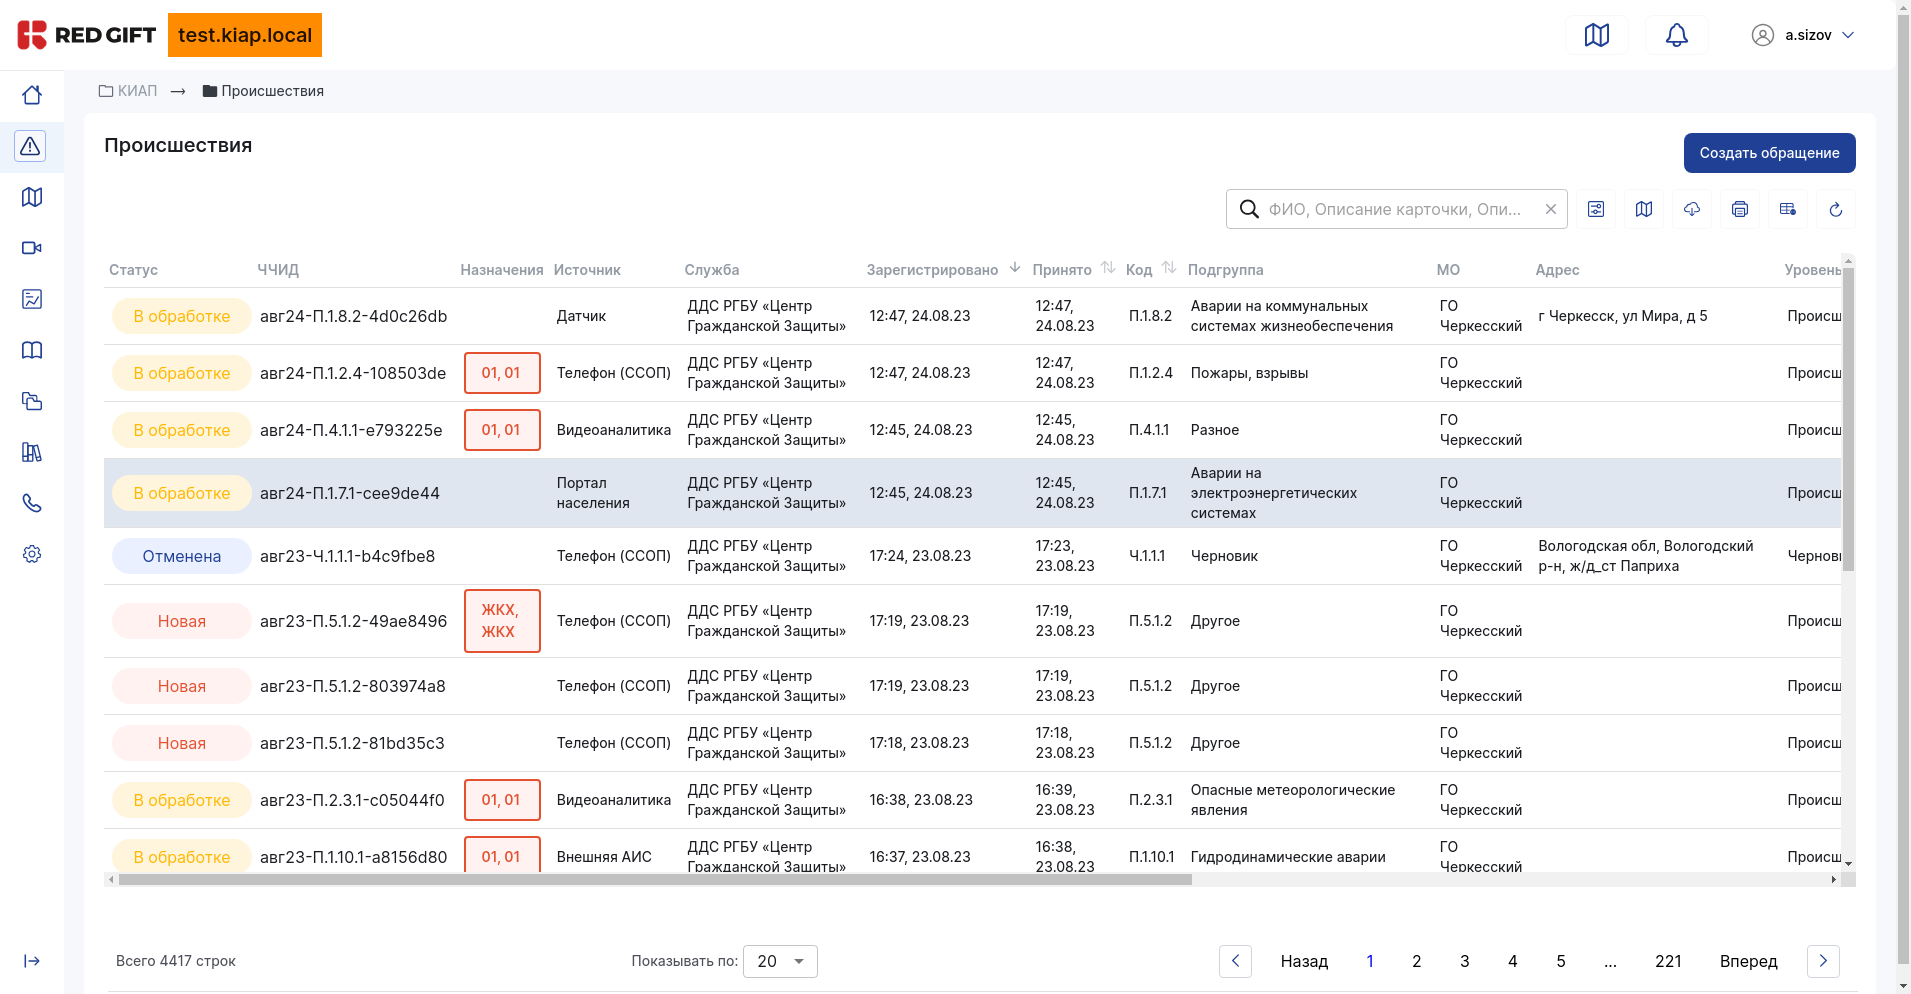 RED GIFT
test.kiap.local
a.sizov
КИАП → Происшествия
Происшествия
Создать обращение
ФИО, Описание карточки, Опи...
Статус ЧЧИД Назначения Источник Служба Зарегистрировано Принято Код Подгруппа МО Адрес Уровень
В обработке авг24-П.1.8.2-4d0c26db Датчик ДДС РГБУ «Центр Гражданской Защиты» 12:47, 24.08.23 12:47, 24.08.23 П.1.8.2 Аварии на коммунальных системах жизнеобеспечения ГО Черкесский г Черкесск, ул Мира, д 5 Происш
В обработке авг24-П.1.2.4-108503de 01, 01 Телефон (ССОП) ДДС РГБУ «Центр Гражданской Защиты» 12:47, 24.08.23 12:47, 24.08.23 П.1.2.4 Пожары, взрывы ГО Черкесский Происш
В обработке авг24-П.4.1.1-e793225e 01, 01 Видеоаналитика ДДС РГБУ «Центр Гражданской Защиты» 12:45, 24.08.23 12:45, 24.08.23 П.4.1.1 Разное ГО Черкесский Происш
В обработке авг24-П.1.7.1-cee9de44 Портал населения ДДС РГБУ «Центр Гражданской Защиты» 12:45, 24.08.23 12:45, 24.08.23 П.1.7.1 Аварии на электроэнергетических системах ГО Черкесский Происш
Отменена авг23-Ч.1.1.1-b4c9fbe8 Телефон (ССОП) ДДС РГБУ «Центр Гражданской Защиты» 17:24, 23.08.23 17:23, 23.08.23 Ч.1.1.1 Черновик ГО Черкесский Вологодская обл, Вологодский р-н, ж/д_ст Паприха Чернови
Новая авг23-П.5.1.2-49ae8496 ЖКХ, ЖКХ Телефон (ССОП) ДДС РГБУ «Центр Гражданской Защиты» 17:19, 23.08.23 17:19, 23.08.23 П.5.1.2 Другое ГО Черкесский Происш
Новая авг23-П.5.1.2-803974a8 Телефон (ССОП) ДДС РГБУ «Центр Гражданской Защиты» 17:19, 23.08.23 17:19, 23.08.23 П.5.1.2 Другое ГО Черкесский Происш
Новая авг23-П.5.1.2-81bd35c3 Телефон (ССОП) ДДС РГБУ «Центр Гражданской Защиты» 17:18, 23.08.23 17:18, 23.08.23 П.5.1.2 Другое ГО Черкесский Происш
В обработке авг23-П.2.3.1-c05044f0 01, 01 Видеоаналитика ДДС РГБУ «Центр Гражданской Защиты» 16:38, 23.08.23 16:39, 23.08.23 П.2.3.1 Опасные метеорологические явления ГО Черкесский Происш
В обработке авг23-П.1.10.1-a8156d80 01, 01 Внешняя АИС ДДС РГБУ «Центр Гражданской Защиты» 16:37, 23.08.23 16:38, 23.08.23 П.1.10.1 Гидродинамические аварии ГО Черкесский Происш
Всего 4417 строк Показывать по: 20 Назад 1 2 3 4 5 ... 221 Вперед